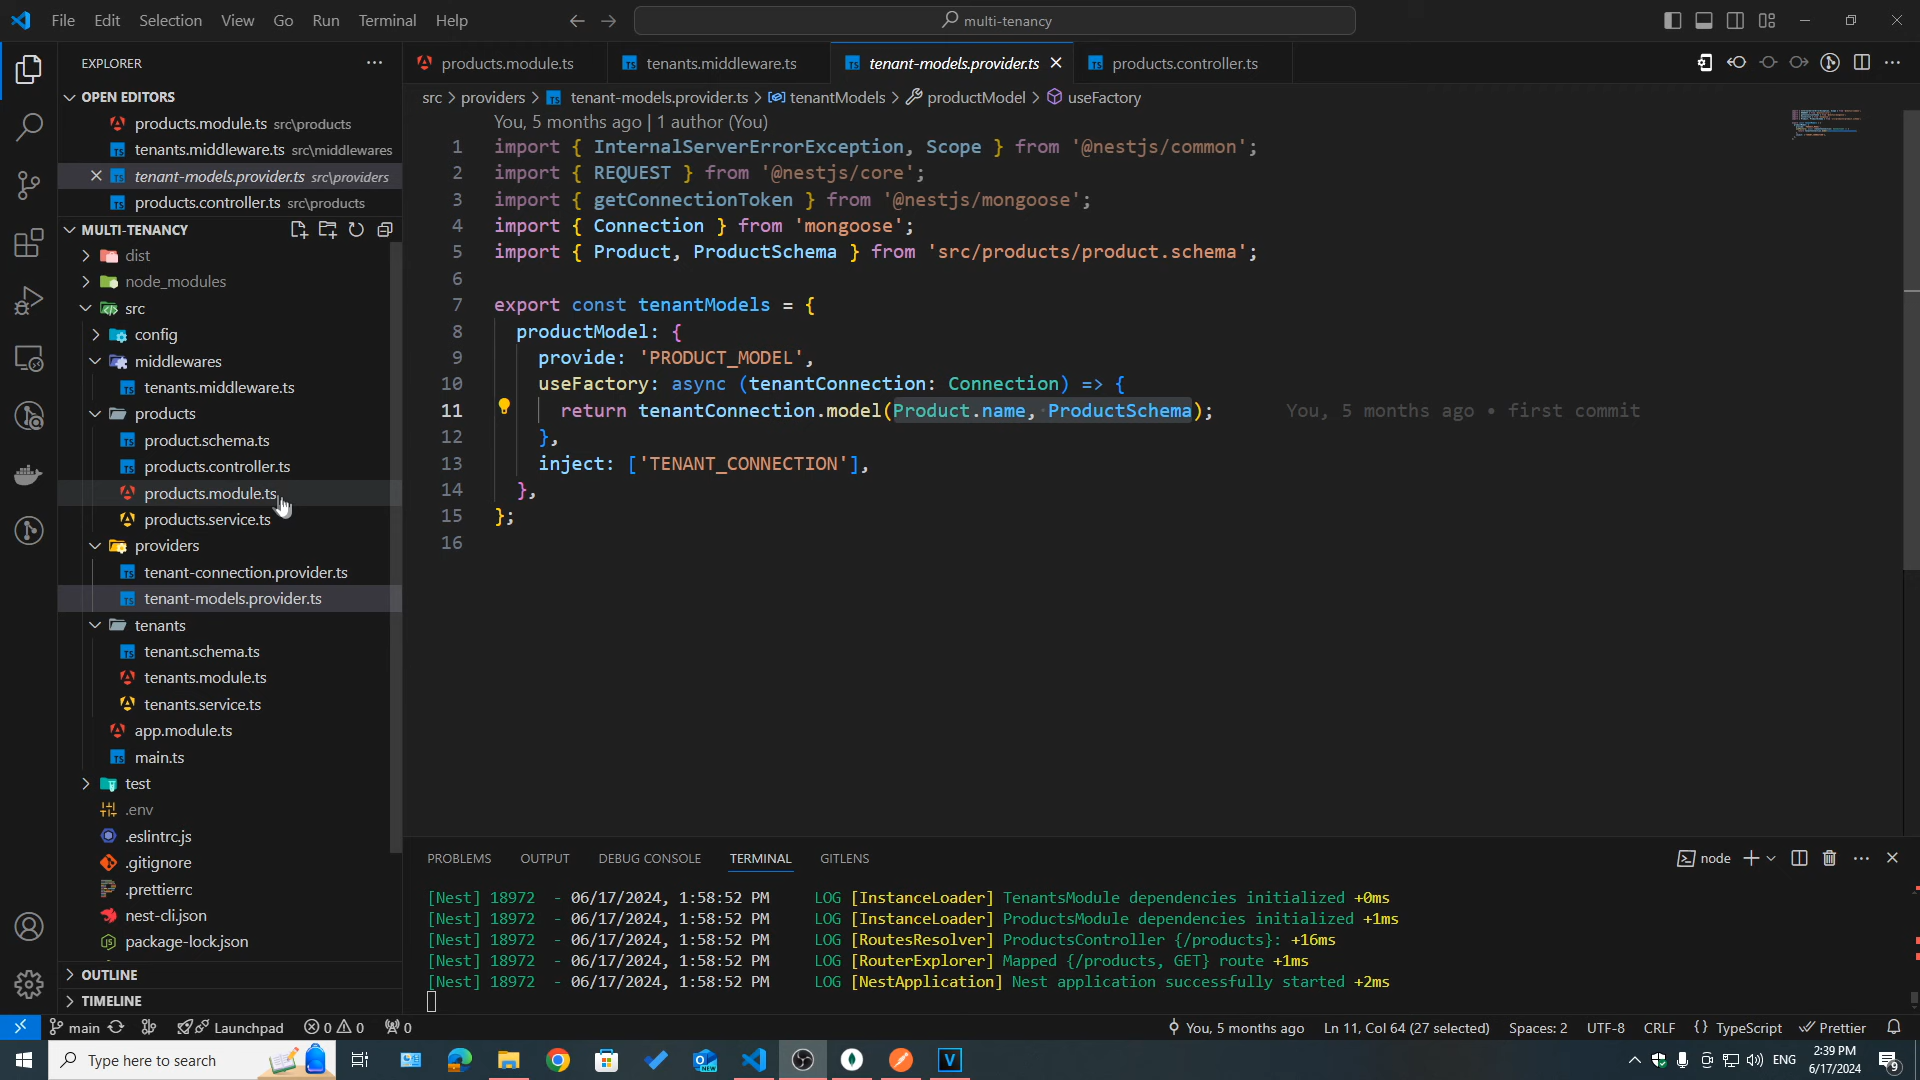 File Edit Selection View Go Run Terminal Help
multi-tenancy
EXPLORER
OPEN EDITORS
products.module.ts src\products
tenants.middleware.ts src\middlewares
tenant-models.provider.ts src\providers
products.controller.ts src\products
MULTI-TENANCY
dist
node_modules
src
config
middlewares
tenants.middleware.ts
products
product.schema.ts
products.controller.ts
products.module.ts
products.service.ts
providers
tenant-connection.provider.ts
tenant-models.provider.ts
tenants
tenant.schema.ts
tenants.module.ts
tenants.service.ts
app.module.ts
main.ts
test
.env
.eslintrc.js
.gitignore
.prettierrc
nest-cli.json
package-lock.json
OUTLINE
TIMELINE
products.module.ts tenants.middleware.ts tenant-models.provider.ts products.controller.ts
src > providers > tenant-models.provider.ts > tenantModels > productModel > useFactory
You, 5 months ago | 1 author (You)
1 import { InternalServerErrorException, Scope } from '@nestjs/common';
2 import { REQUEST } from '@nestjs/core';
3 import { getConnectionToken } from '@nestjs/mongoose';
4 import { Connection } from 'mongoose';
5 import { Product, ProductSchema } from 'src/products/product.schema';
6
7 export const tenantModels = {
8 productModel: {
9 provide: 'PRODUCT_MODEL',
10 useFactory: async (tenantConnection: Connection) => {
11 return tenantConnection.model(Product.name, ProductSchema); You, 5 months ago • first commit
12 },
13 inject: ['TENANT_CONNECTION'],
14 },
15 };
16
PROBLEMS OUTPUT DEBUG CONSOLE TERMINAL GITLENS
node
[Nest] 18972 - 06/17/2024, 1:58:52 PM LOG [InstanceLoader] TenantsModule dependencies initialized +0ms
[Nest] 18972 - 06/17/2024, 1:58:52 PM LOG [InstanceLoader] ProductsModule dependencies initialized +1ms
[Nest] 18972 - 06/17/2024, 1:58:52 PM LOG [RoutesResolver] ProductsController {/products}: +16ms
[Nest] 18972 - 06/17/2024, 1:58:52 PM LOG [RouterExplorer] Mapped {/products, GET} route +1ms
[Nest] 18972 - 06/17/2024, 1:58:52 PM LOG [NestApplication] Nest application successfully started +2ms
main Launchpad 0 0 0 You, 5 months ago Ln 11, Col 64 (27 selected) Spaces: 2 UTF-8 CRLF {} TypeScript Prettier
Type here to search
ENG
2:39 PM
6/17/2024
9